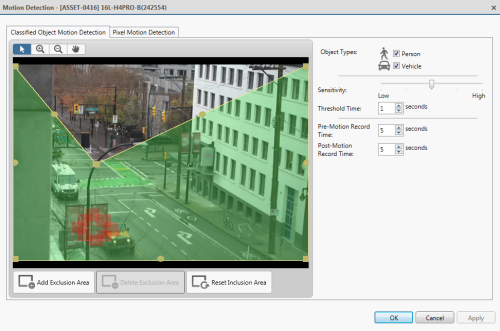 Motion Detection - [ASSET-0416] 16L-H4PRO-B(242554)
Classified Object Motion Detection
Pixel Motion Detection
Object Types:
Person
Vehicle
Sensitivity:
Low
High
Threshold Time:
1
seconds
Pre-Motion Record
Time:
5
seconds
Post-Motion
Record Time:
5
seconds
Add Exclusion Area
Delete Exclusion Area
Reset Inclusion Area
OK
Cancel
Apply